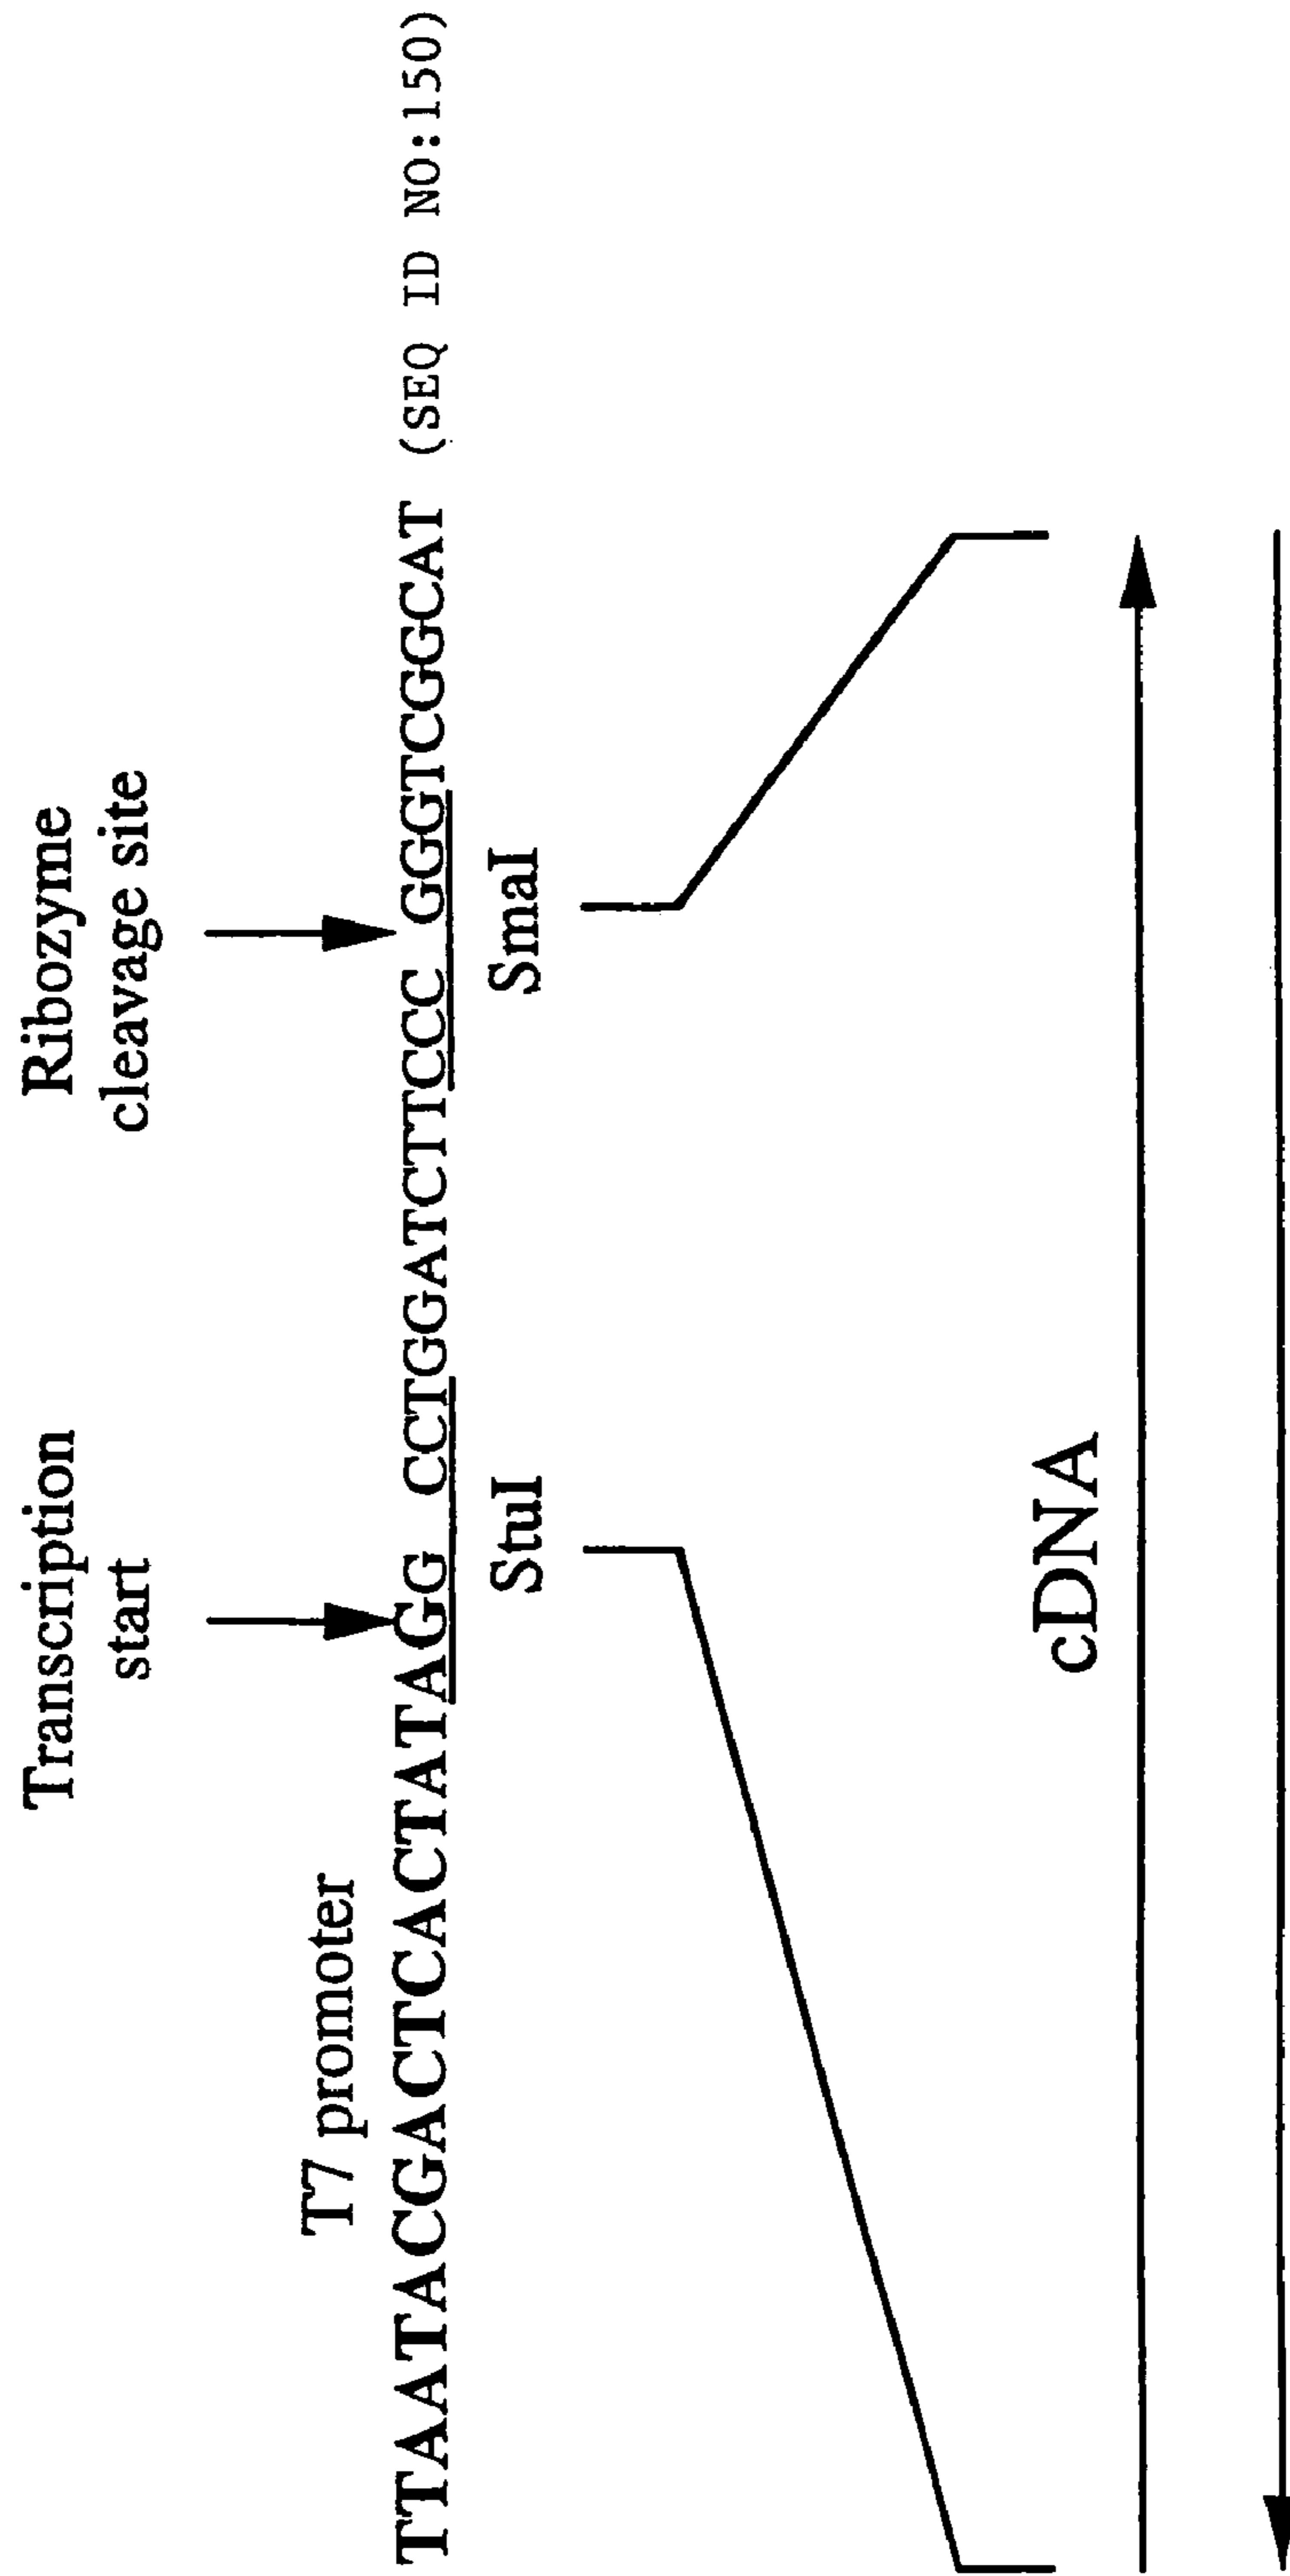 Transcription
start
Ribozyme
cleavage site
T7 promoter
TTAATACGACTCACTATAGG CCTGGATCTTCCC GGGTCGGCAT (SEQ ID NO:150)
StuI
SmaI
cDNA